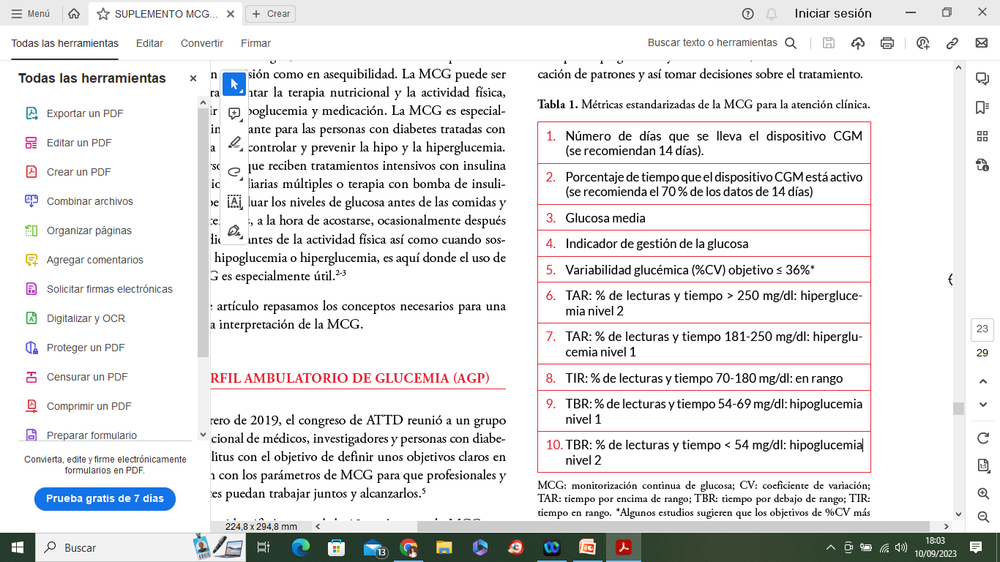 Menú
SUPLEMENTO MCG...
Crear
Iniciar sesión
Todas las herramientas
Editar
Convertir
Firmar
Buscar texto o herramientas
Todas las herramientas
Exportar un PDF
Editar un PDF
Crear un PDF
Combinar archivos
Organizar páginas
Agregar comentarios
Solicitar firmas electrónicas
Digitalizar y OCR
Proteger un PDF
Censurar un PDF
Comprimir un PDF
Preparar formulario
Convierta, edite y firme electrónicamente
formularios en PDF.
Prueba gratis de 7 días
sión como en asequibilidad. La MCG puede ser
ntar la terapia nutricional y la actividad física,
poglucemia y medicación. La MCG es especial-
ante para las personas con diabetes tratadas con
controlar y prevenir la hipo y la hiperglucemia.
que reciben tratamientos intensivos con insulina
diarias múltiples o terapia con bomba de insuli-
luar los niveles de glucosa antes de las comidas y
s, a la hora de acostarse, ocasionalmente después
antes de la actividad física así como cuando sos-
hipoglucemia o hiperglucemia, es aquí donde el uso de
G es especialmente útil.2-3
e artículo repasamos los conceptos necesarios para una
a interpretación de la MCG.
RFIL AMBULATORIO DE GLUCEMIA (AGP)
rero de 2019, el congreso de ATTD reunió a un grupo
cional de médicos, investigadores y personas con diabe-
litus con el objetivo de definir unos objetivos claros en
n con los parámetros de MCG para que profesionales y
tes puedan trabajar juntos y alcanzarlos.5
cación de patrones y así tomar decisiones sobre el tratamiento.
Tabla 1. Métricas estandarizadas de la MCG para la atención clínica.
1. Número de días que se lleva el dispositivo CGM
(se recomiendan 14 días).
2. Porcentaje de tiempo que el dispositivo CGM está activo
(se recomienda el 70 % de los datos de 14 días)
3. Glucosa media
4. Indicador de gestión de la glucosa
5. Variabilidad glucémica (%CV) objetivo ≤ 36%*
6. TAR: % de lecturas y tiempo > 250 mg/dl: hipergluce-
mia nivel 2
7. TAR: % de lecturas y tiempo 181-250 mg/dl: hiperglu-
cemia nivel 1
8. TIR: % de lecturas y tiempo 70-180 mg/dl: en rango
9. TBR: % de lecturas y tiempo 54-69 mg/dl: hipoglucemia
nivel 1
10. TBR: % de lecturas y tiempo < 54 mg/dl: hipoglucemia
nivel 2
MCG: monitorización continua de glucosa; CV: coeficiente de variación;
TAR: tiempo por encima de rango; TBR: tiempo por debajo de rango; TIR:
tiempo en rango. *Algunos estudios sugieren que los objetivos de %CV más
23
29
224,8 x 294,8 mm
Buscar
13
18:03
10/09/2023